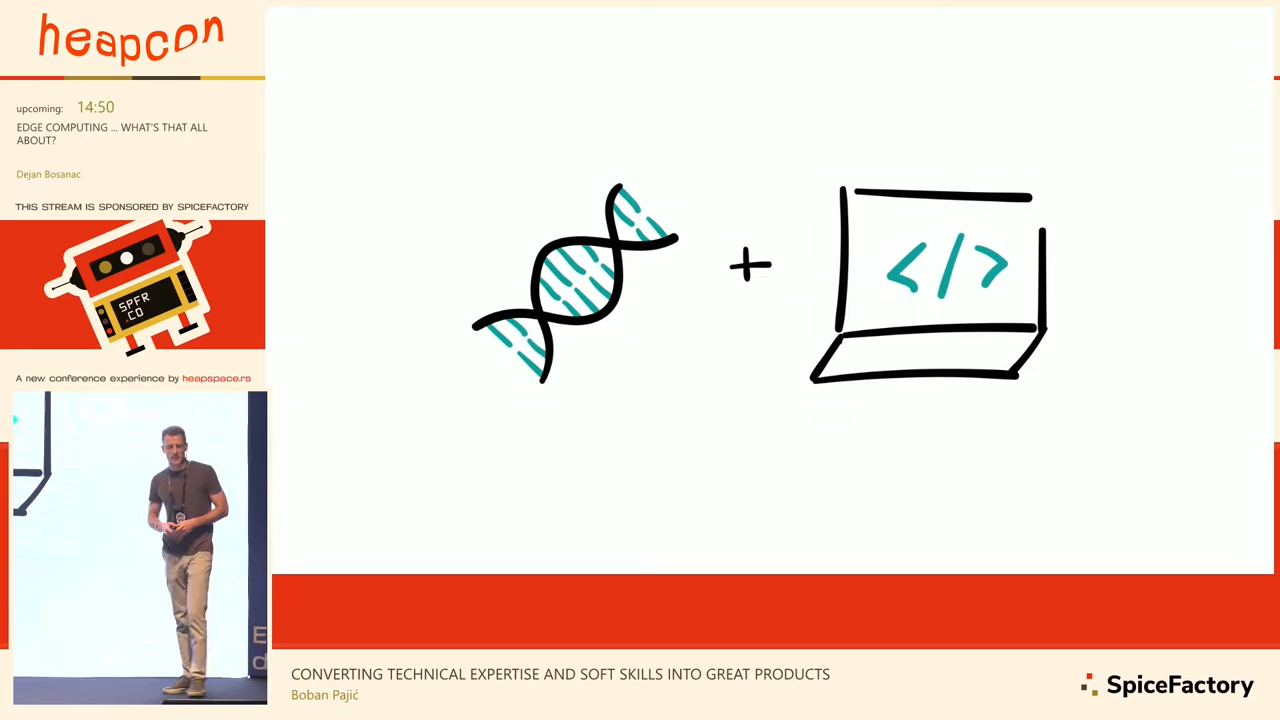 heapcon
upcoming: 14:50
EDGE COMPUTING ... WHAT'S THAT ALL
ABOUT?
Dejan Bosanac
THIS STREAM IS SPONSORED BY SPICEFACTORY
SPFR
.CO
A new conference experience by heapspace.rs
</>
E
d
CONVERTING TECHNICAL EXPERTISE AND SOFT SKILLS INTO GREAT PRODUCTS
Boban Pajić
SpiceFactory